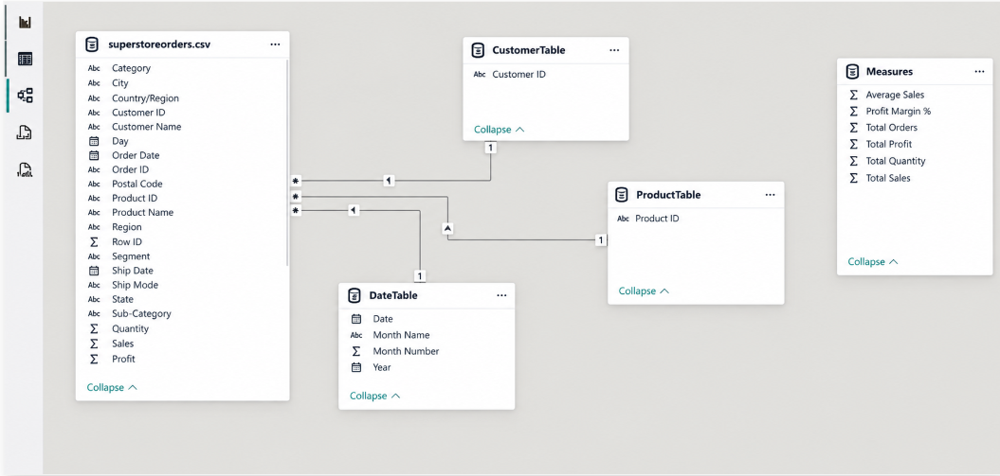 superstoreorders.csv
Abc Category
Abc City
Abc Country/Region
Abc Customer ID
Abc Customer Name
Day
Order Date
Abc Order ID
Abc Postal Code
Abc Product ID
Abc Product Name
Abc Region
Σ Row ID
Abc Segment
Ship Date
Abc Ship Mode
Abc State
Abc Sub-Category
Σ Quantity
Σ Sales
Σ Profit
Collapse
CustomerTable
Abc Customer ID
Collapse
1
*
*
*
1
1
DateTable
Date
Abc Month Name
Σ Month Number
Year
Collapse
ProductTable
Abc Product ID
Collapse
Measures
Σ Average Sales
Σ Profit Margin %
Σ Total Orders
Σ Total Profit
Σ Total Quantity
Σ Total Sales
Collapse